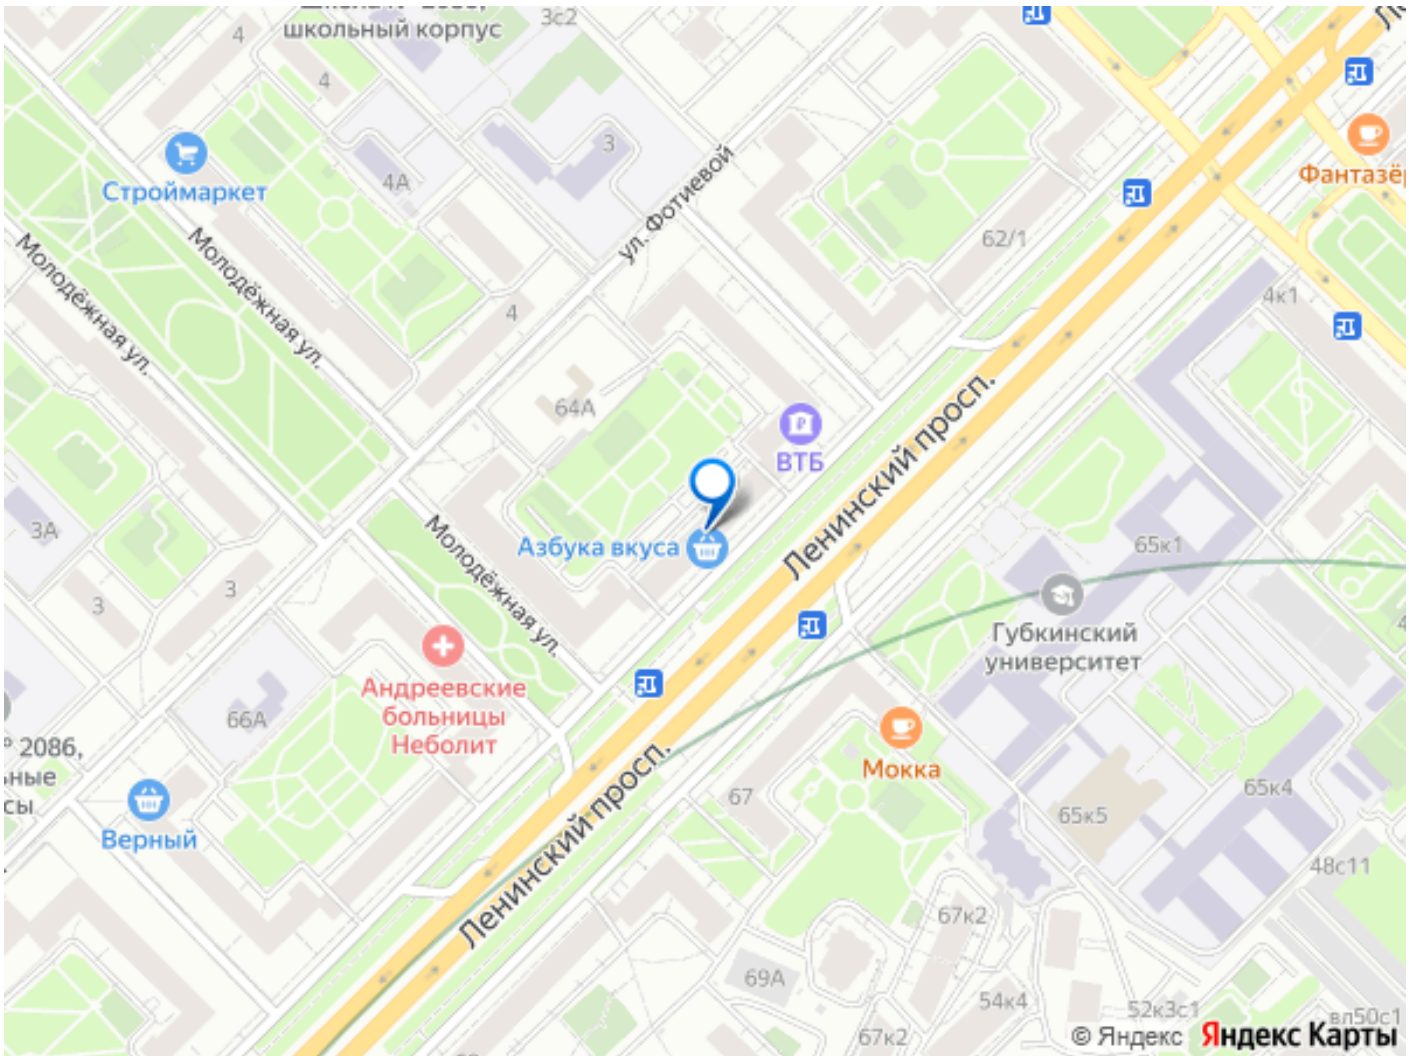 школьный корпус
3с2
4
4
3
4А
Строймаркет
ул. Фотиевой
Фантазёр
62/1
Молодёжная ул.
Молодёжная ул.
4к1
4
64А
ВТБ
Ленинский просп.
Азбука вкуса
3А
65к1
Молодёжная ул.
3
3
Губкинский
университет
Андреевские
больницы
Неболит
66А
2086,
Мокка
Верный
67
65к4
65к5
Ленинский просп.
48с11
67к2
69А
54к4
52к3с1
вл50с1
67к2
© Яндекс Яндекс Карты